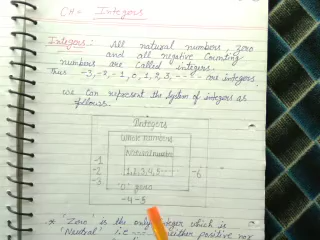 CH= Integers
Integers: All natural numbers, zero
and all negative counting
numbers are called integers.
Thus -3, -2, -1, 0, 1, 2, 3, ---- are integers.
we can represent the system of integers as
follows.
Integers
whole numbers
Natural number
1,2,3,4,5
-1
-2
-3
-6
"0" zero
-4 -5
* 'Zero' is the only integer which is
'Neutral' i.e. neither positive nor